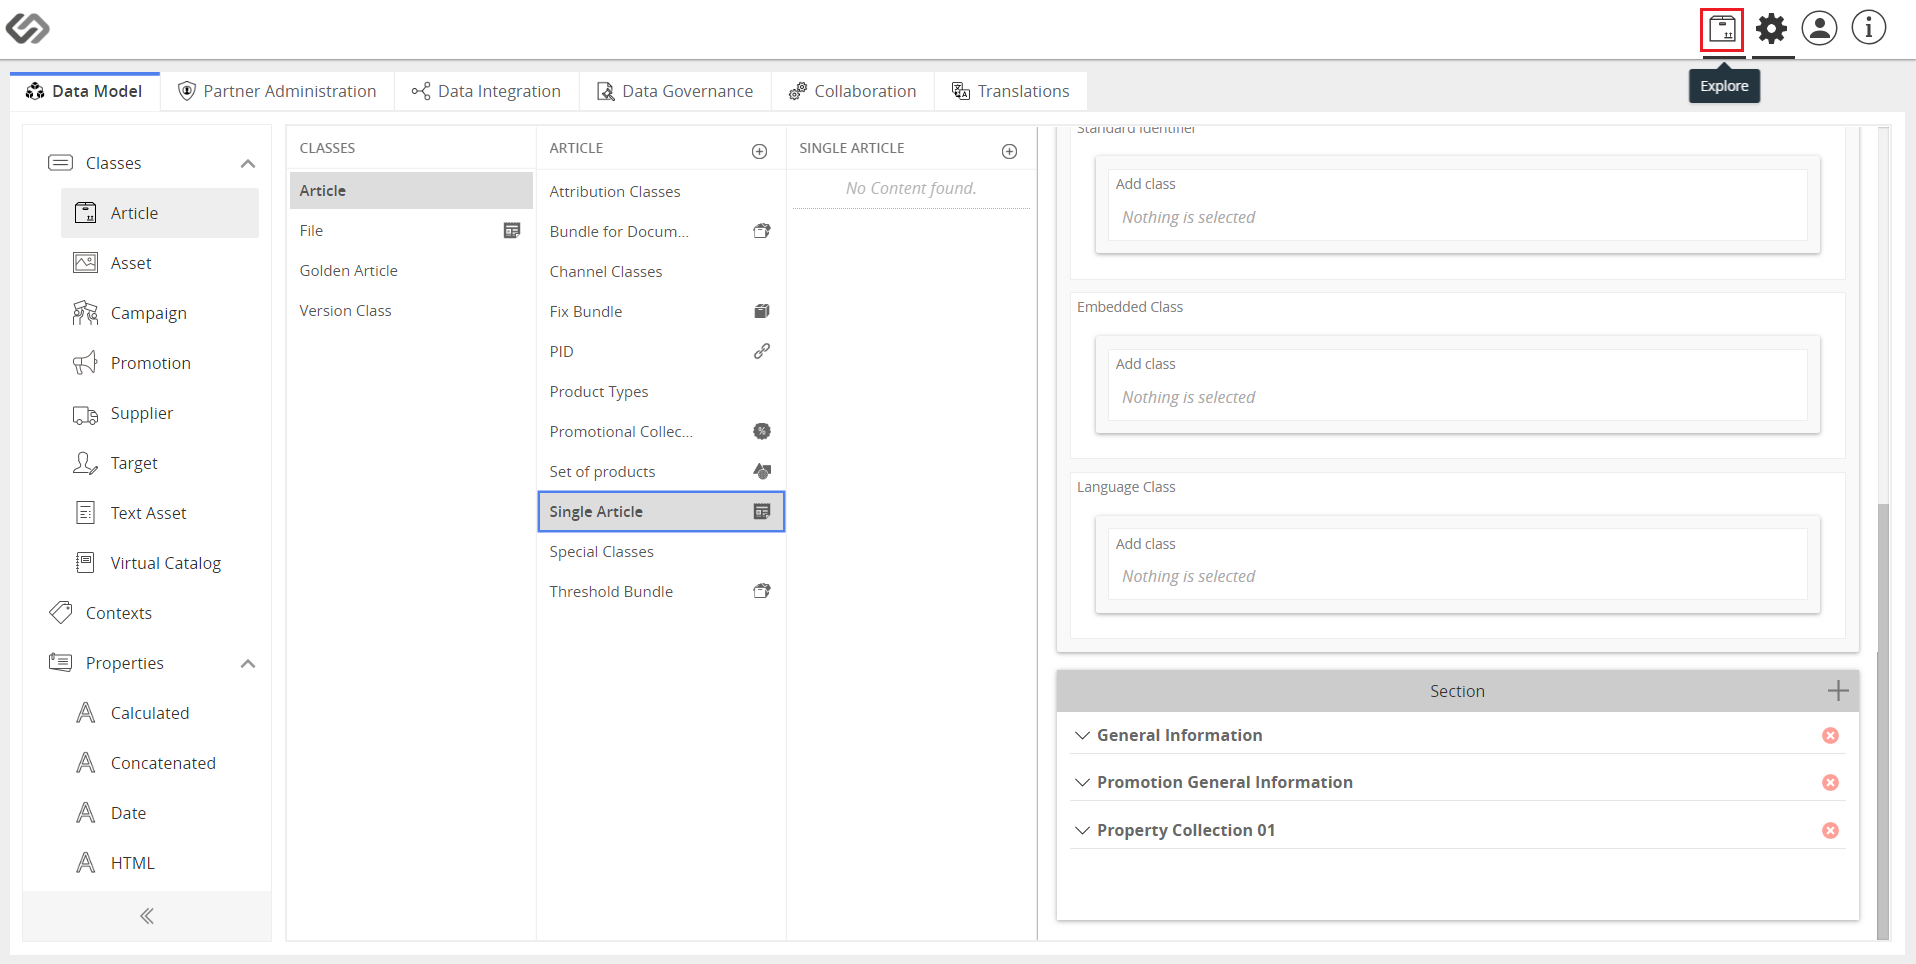 Explore
Data Model
Partner Administration
Data Integration
Data Governance
Collaboration
Translations
Classes
Article
Asset
Campaign
Promotion
Supplier
Target
Text Asset
Virtual Catalog
Contexts
Properties
Calculated
Concatenated
Date
HTML
CLASSES
Article
File
Golden Article
Version Class
ARTICLE
Attribution Classes
Bundle for Docum...
Channel Classes
Fix Bundle
PID
Product Types
Promotional Collec...
Set of products
Single Article
Special Classes
Threshold Bundle
SINGLE ARTICLE
No Content found.
Standard Identifier
Add class
Nothing is selected
Embedded Class
Add class
Nothing is selected
Language Class
Add class
Nothing is selected
Section
General Information
Promotion General Information
Property Collection 01